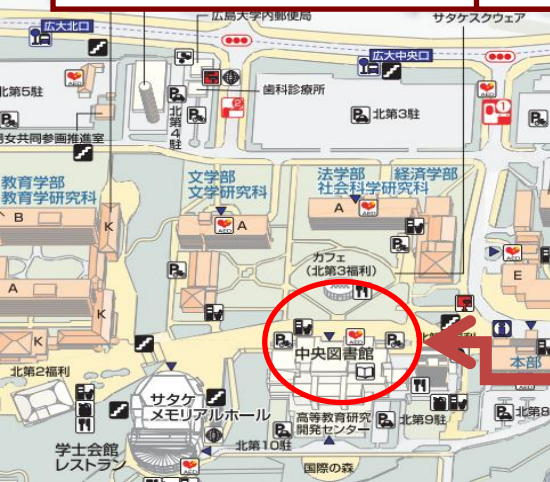 広大北口
広島大学内郵便局
サタケスクウェア
広大中央口
北第5駐
歯科診療所
北第4駐
北第3駐
男女共同参画推進室
教育学部
教育学研究科
文学部
文学研究科
法学部
社会科学研究科
経済学部
B
K
A
A
E
カフェ
(北第3福利)
A
K
K
中央図書館
本部
北第2福利
サタケ
メモリアルホール
高等教育研究
開発センター
北第9駐
北第8
北第10駐
学士会館
レストラン
国際の森